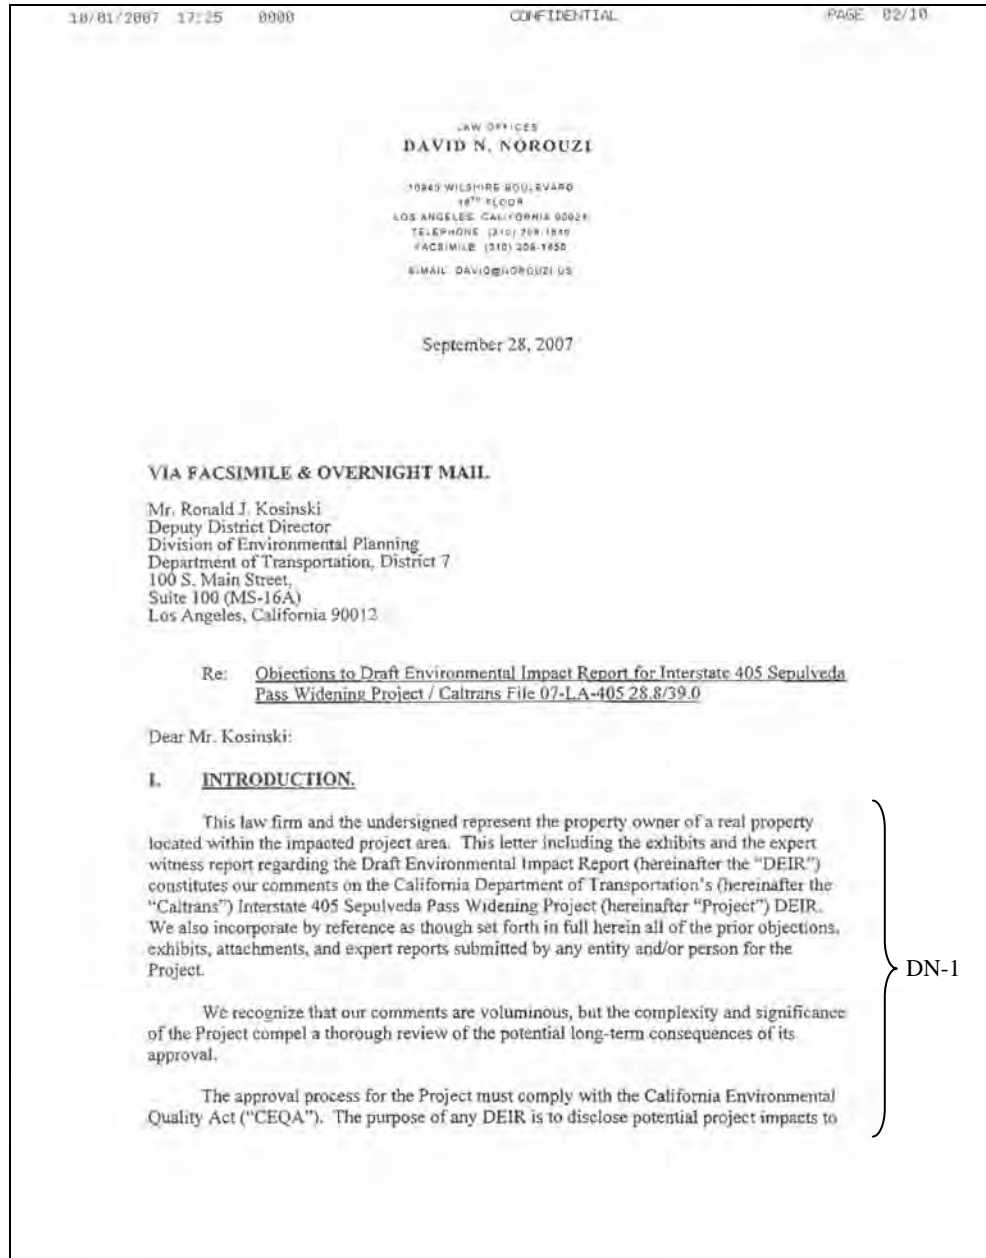 10/01/2007 17:25 0000 CONFIDENTIAL PAGE 02/10
LAW OFFICES
DAVID N. NOROUZI
WILSHIRE BOULEVARD
FLOOR
LOS ANGELES, CALIFORNIA
TELEPHONE (310)
FACSIMILE (310)
E-MAIL: DAVID@NOROUZI.US
September 28, 2007
VIA FACSIMILE & OVERNIGHT MAIL
Mr. Ronald J. Kosinski
Deputy District Director
Division of Environmental Planning
Department of Transportation, District 7
100 S. Main Street,
Suite 100 (MS-16A)
Los Angeles, California 90012
Re: Objections to Draft Environmental Impact Report for Interstate 405 Sepulveda
Pass Widening Project / Caltrans File 07-LA-405 28.8/39.0
Dear Mr. Kosinski:
I. INTRODUCTION.
This law firm and the undersigned represent the property owner of a real property
located within the impacted project area. This letter including the exhibits and the expert
witness report regarding the Draft Environmental Impact Report (hereinafter the “DEIR”)
constitutes our comments on the California Department of Transportation’s (hereinafter the
“Caltrans”) Interstate 405 Sepulveda Pass Widening Project (hereinafter “Project”) DEIR.
We also incorporate by reference as though set forth in full herein all of the prior objections,
exhibits, attachments, and expert reports submitted by any entity and/or person for the
Project.
DN-1
We recognize that our comments are voluminous, but the complexity and significance
of the Project compel a thorough review of the potential long-term consequences of its
approval.
The approval process for the Project must comply with the California Environmental
Quality Act (“CEQA”). The purpose of any DEIR is to disclose potential project impacts to